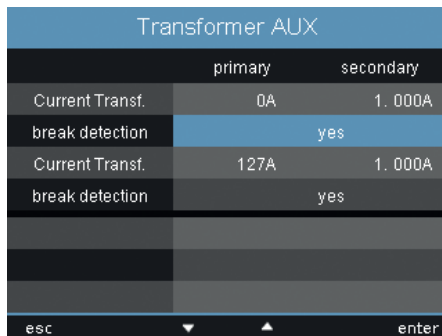 Transformer AUX
primary secondary
Current Transf. 0A 1. 000A
break detection yes
Current Transf. 127A 1. 000A
break detection yes
esc enter